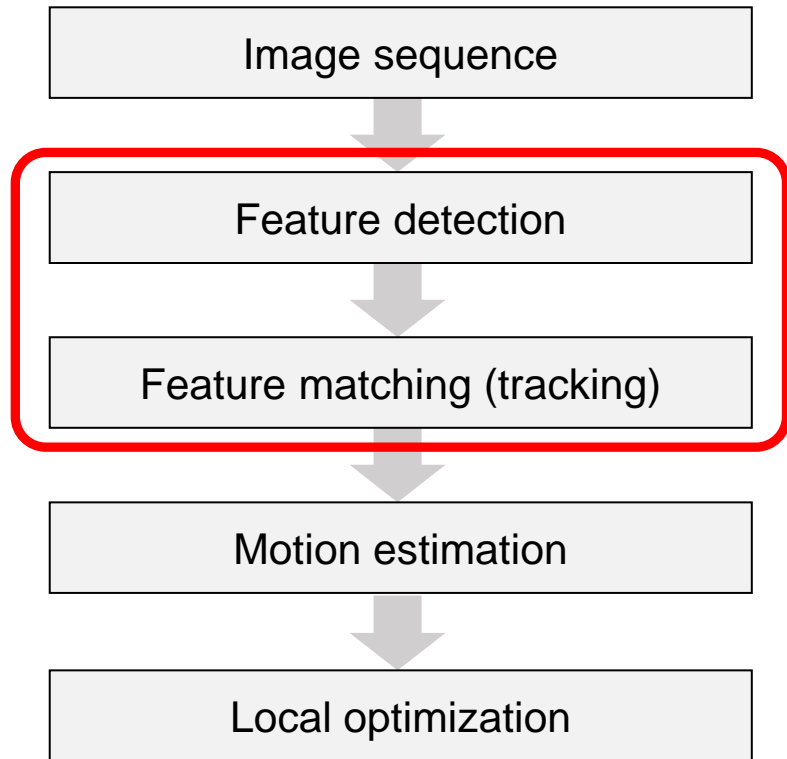 Image sequence
Feature detection
Feature matching (tracking)
Motion estimation
Local optimization